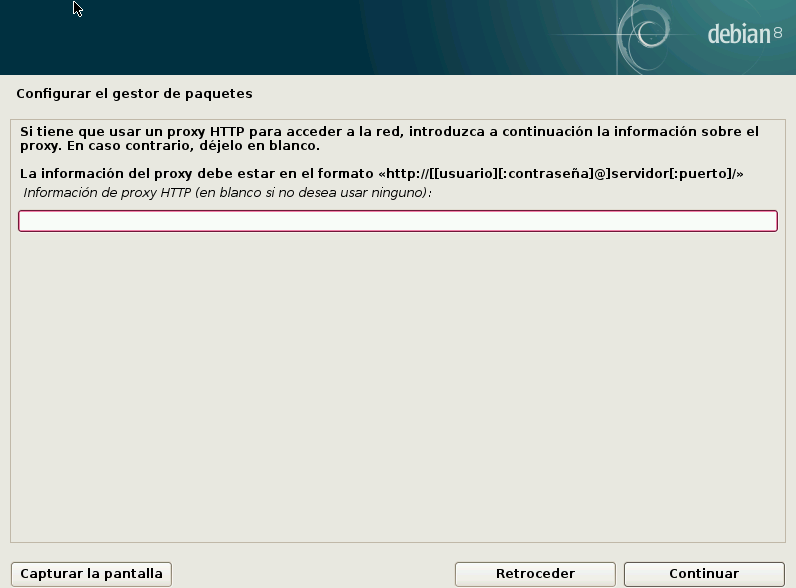 debian 8
Configurar el gestor de paquetes
Si tiene que usar un proxy HTTP para acceder a la red, introduzca a continuación la información sobre el
proxy. En caso contrario, déjelo en blanco.
La información del proxy debe estar en el formato «http://[[usuario][:contraseña]@]servidor[:puerto]/»
Información de proxy HTTP (en blanco si no desea usar ninguno):
Capturar la pantalla
Retroceder
Continuar